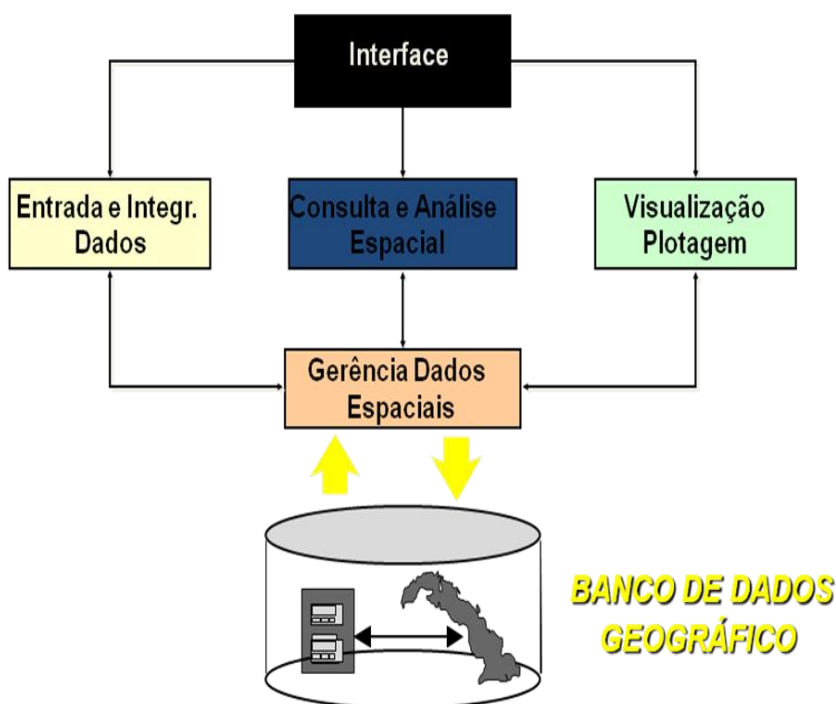 Interface
Entrada e Integr.
Dados
Consulta e Análise
Espacial
Visualização
Plotagem
Gerência Dados
Espaciais
BANCO DE DADOS
GEOGRÁFICO